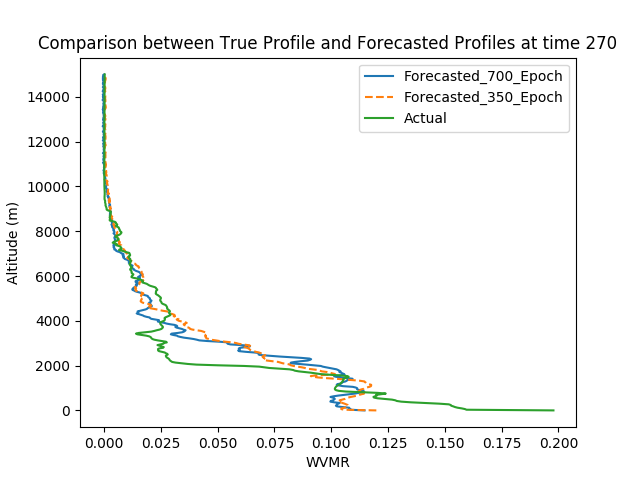 Comparison between True Profile and Forecasted Profiles at time 270
Forecasted_700_Epoch
Forecasted_350_Epoch
Actual
Altitude (m)
14000
12000
10000
8000
6000
4000
2000
0
0.000 0.025 0.050 0.075 0.100 0.125 0.150 0.175 0.200
WVMR